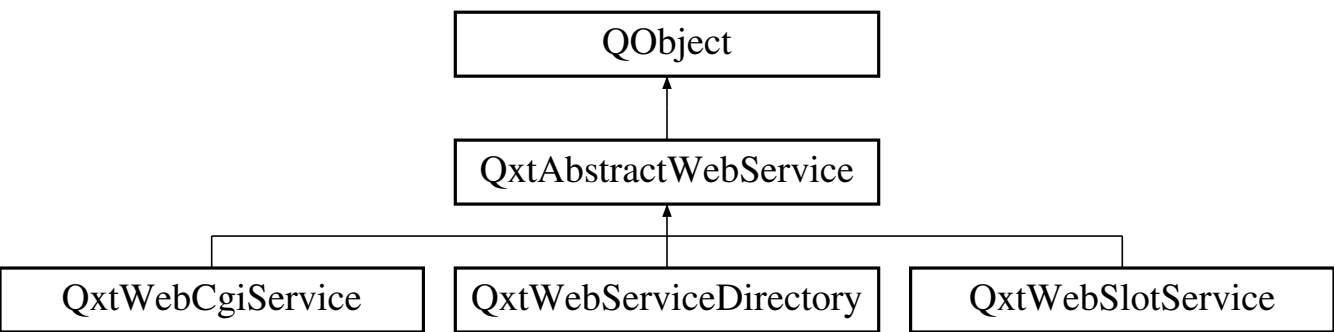 QObject
QxtAbstractWebService
QxtWebCgiService
QxtWebServiceDirectory
QxtWebSlotService